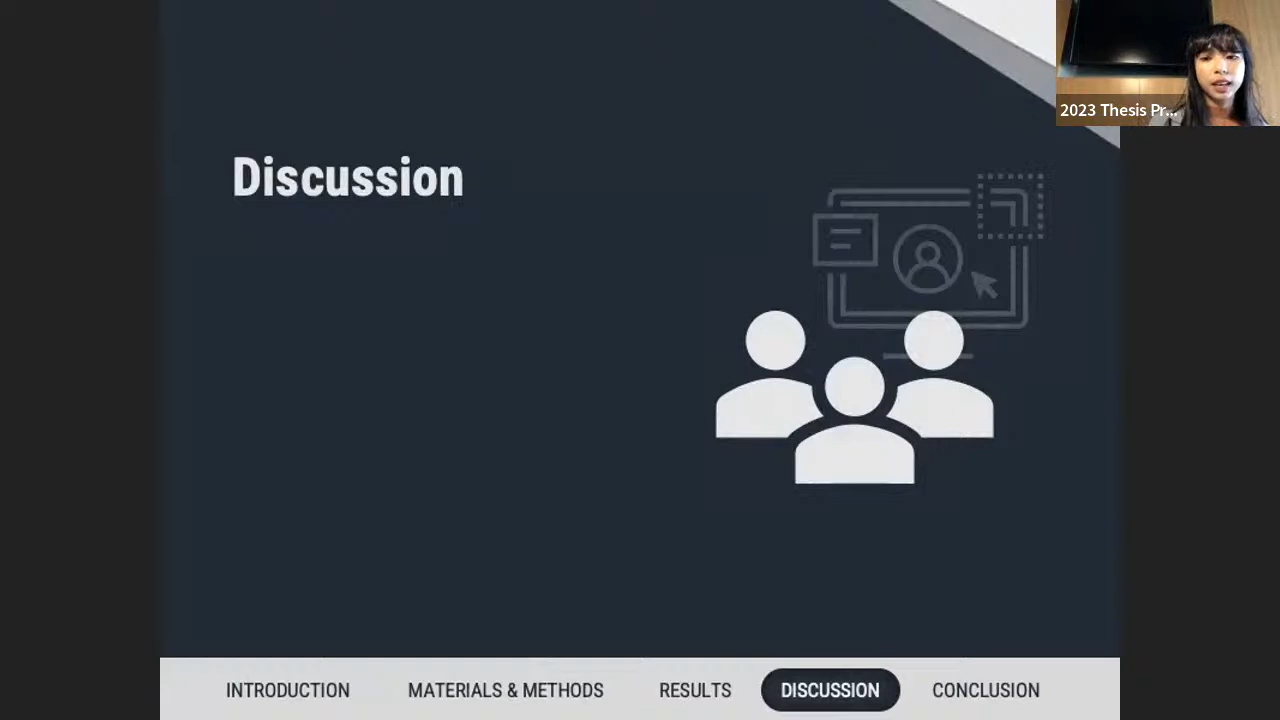 2023 Thesis Pr...
Discussion
INTRODUCTION MATERIALS & METHODS RESULTS DISCUSSION CONCLUSION